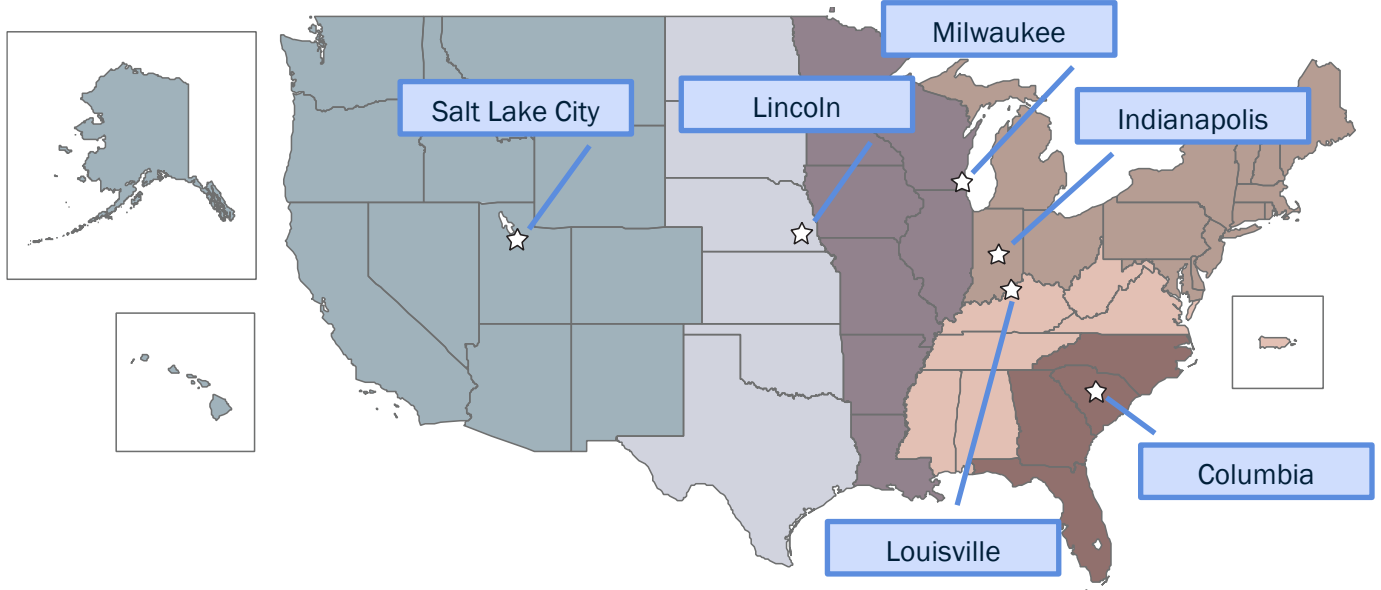 Milwaukee
Salt Lake City
Lincoln
Indianapolis
Columbia
Louisville